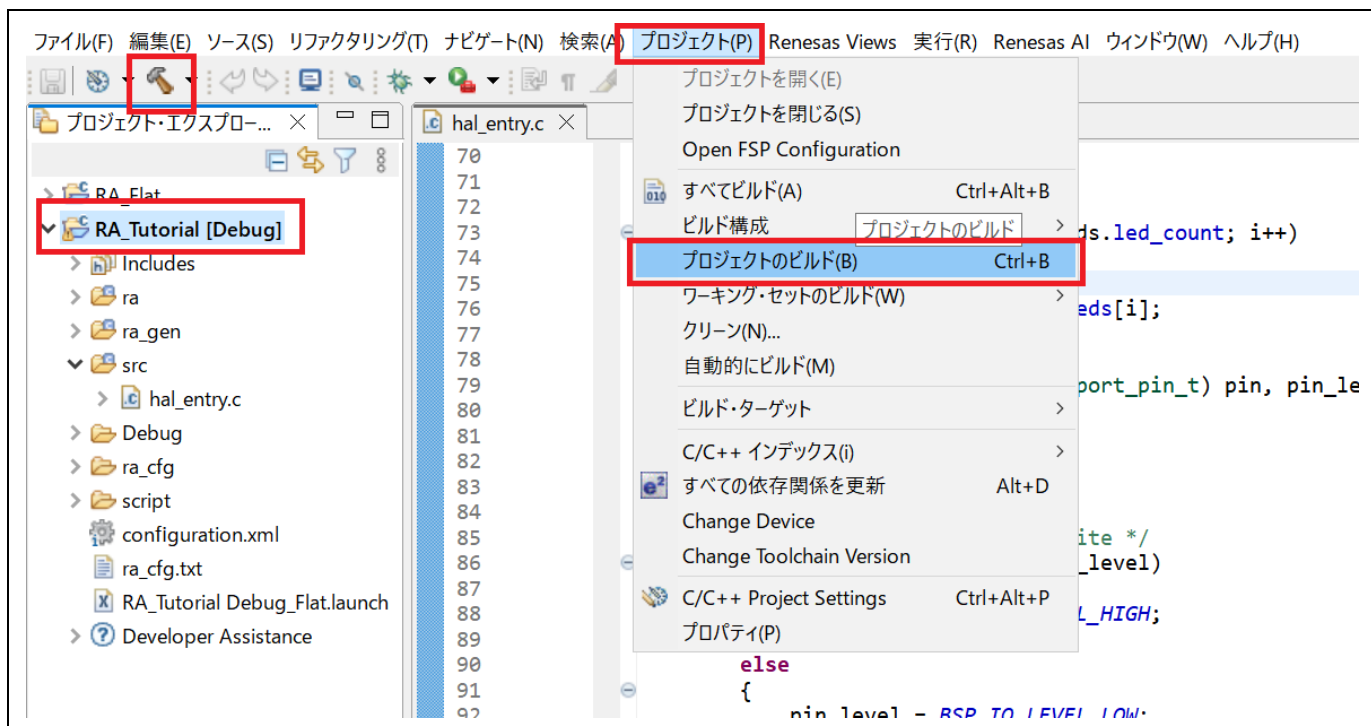 ファイル(F) 編集(E) ソース(S) リファクタリング(T) ナビゲート(N) 検索(A) プロジェクト(P) Renesas Views 実行(R) Renesas AI ウィンドウ(W) ヘルプ(H)
プロジェクト・エクスプロー...
RA_Flat
RA_Tutorial [Debug]
Includes
ra
ra_gen
src
hal_entry.c
Debug
ra_cfg
script
configuration.xml
ra_cfg.txt
RA_Tutorial Debug_Flat.launch
Developer Assistance
hal_entry.c
プロジェクトを開く(E)
プロジェクトを閉じる(S)
Open FSP Configuration
すべてビルド(A) Ctrl+Alt+B
ビルド構成
プロジェクトのビルド
プロジェクトのビルド(B) Ctrl+B
ワーキング・セットのビルド(W)
クリーン(N)...
自動的にビルド(M)
ビルド・ターゲット
C/C++ インデックス(i)
すべての依存関係を更新 Alt+D
Change Device
Change Toolchain Version
C/C++ Project Settings Ctrl+Alt+P
プロパティ(P)
70
71
72
73 ds.led_count; i++)
74
75
76 eds[i];
77
78
79 port_pin_t) pin, pin_le
80
81
82
83
84
85 ite */
86 _level)
87
88 L_HIGH;
89
90 else
91 {
92 pin_level = BSP_IO_LEVEL_LOW;